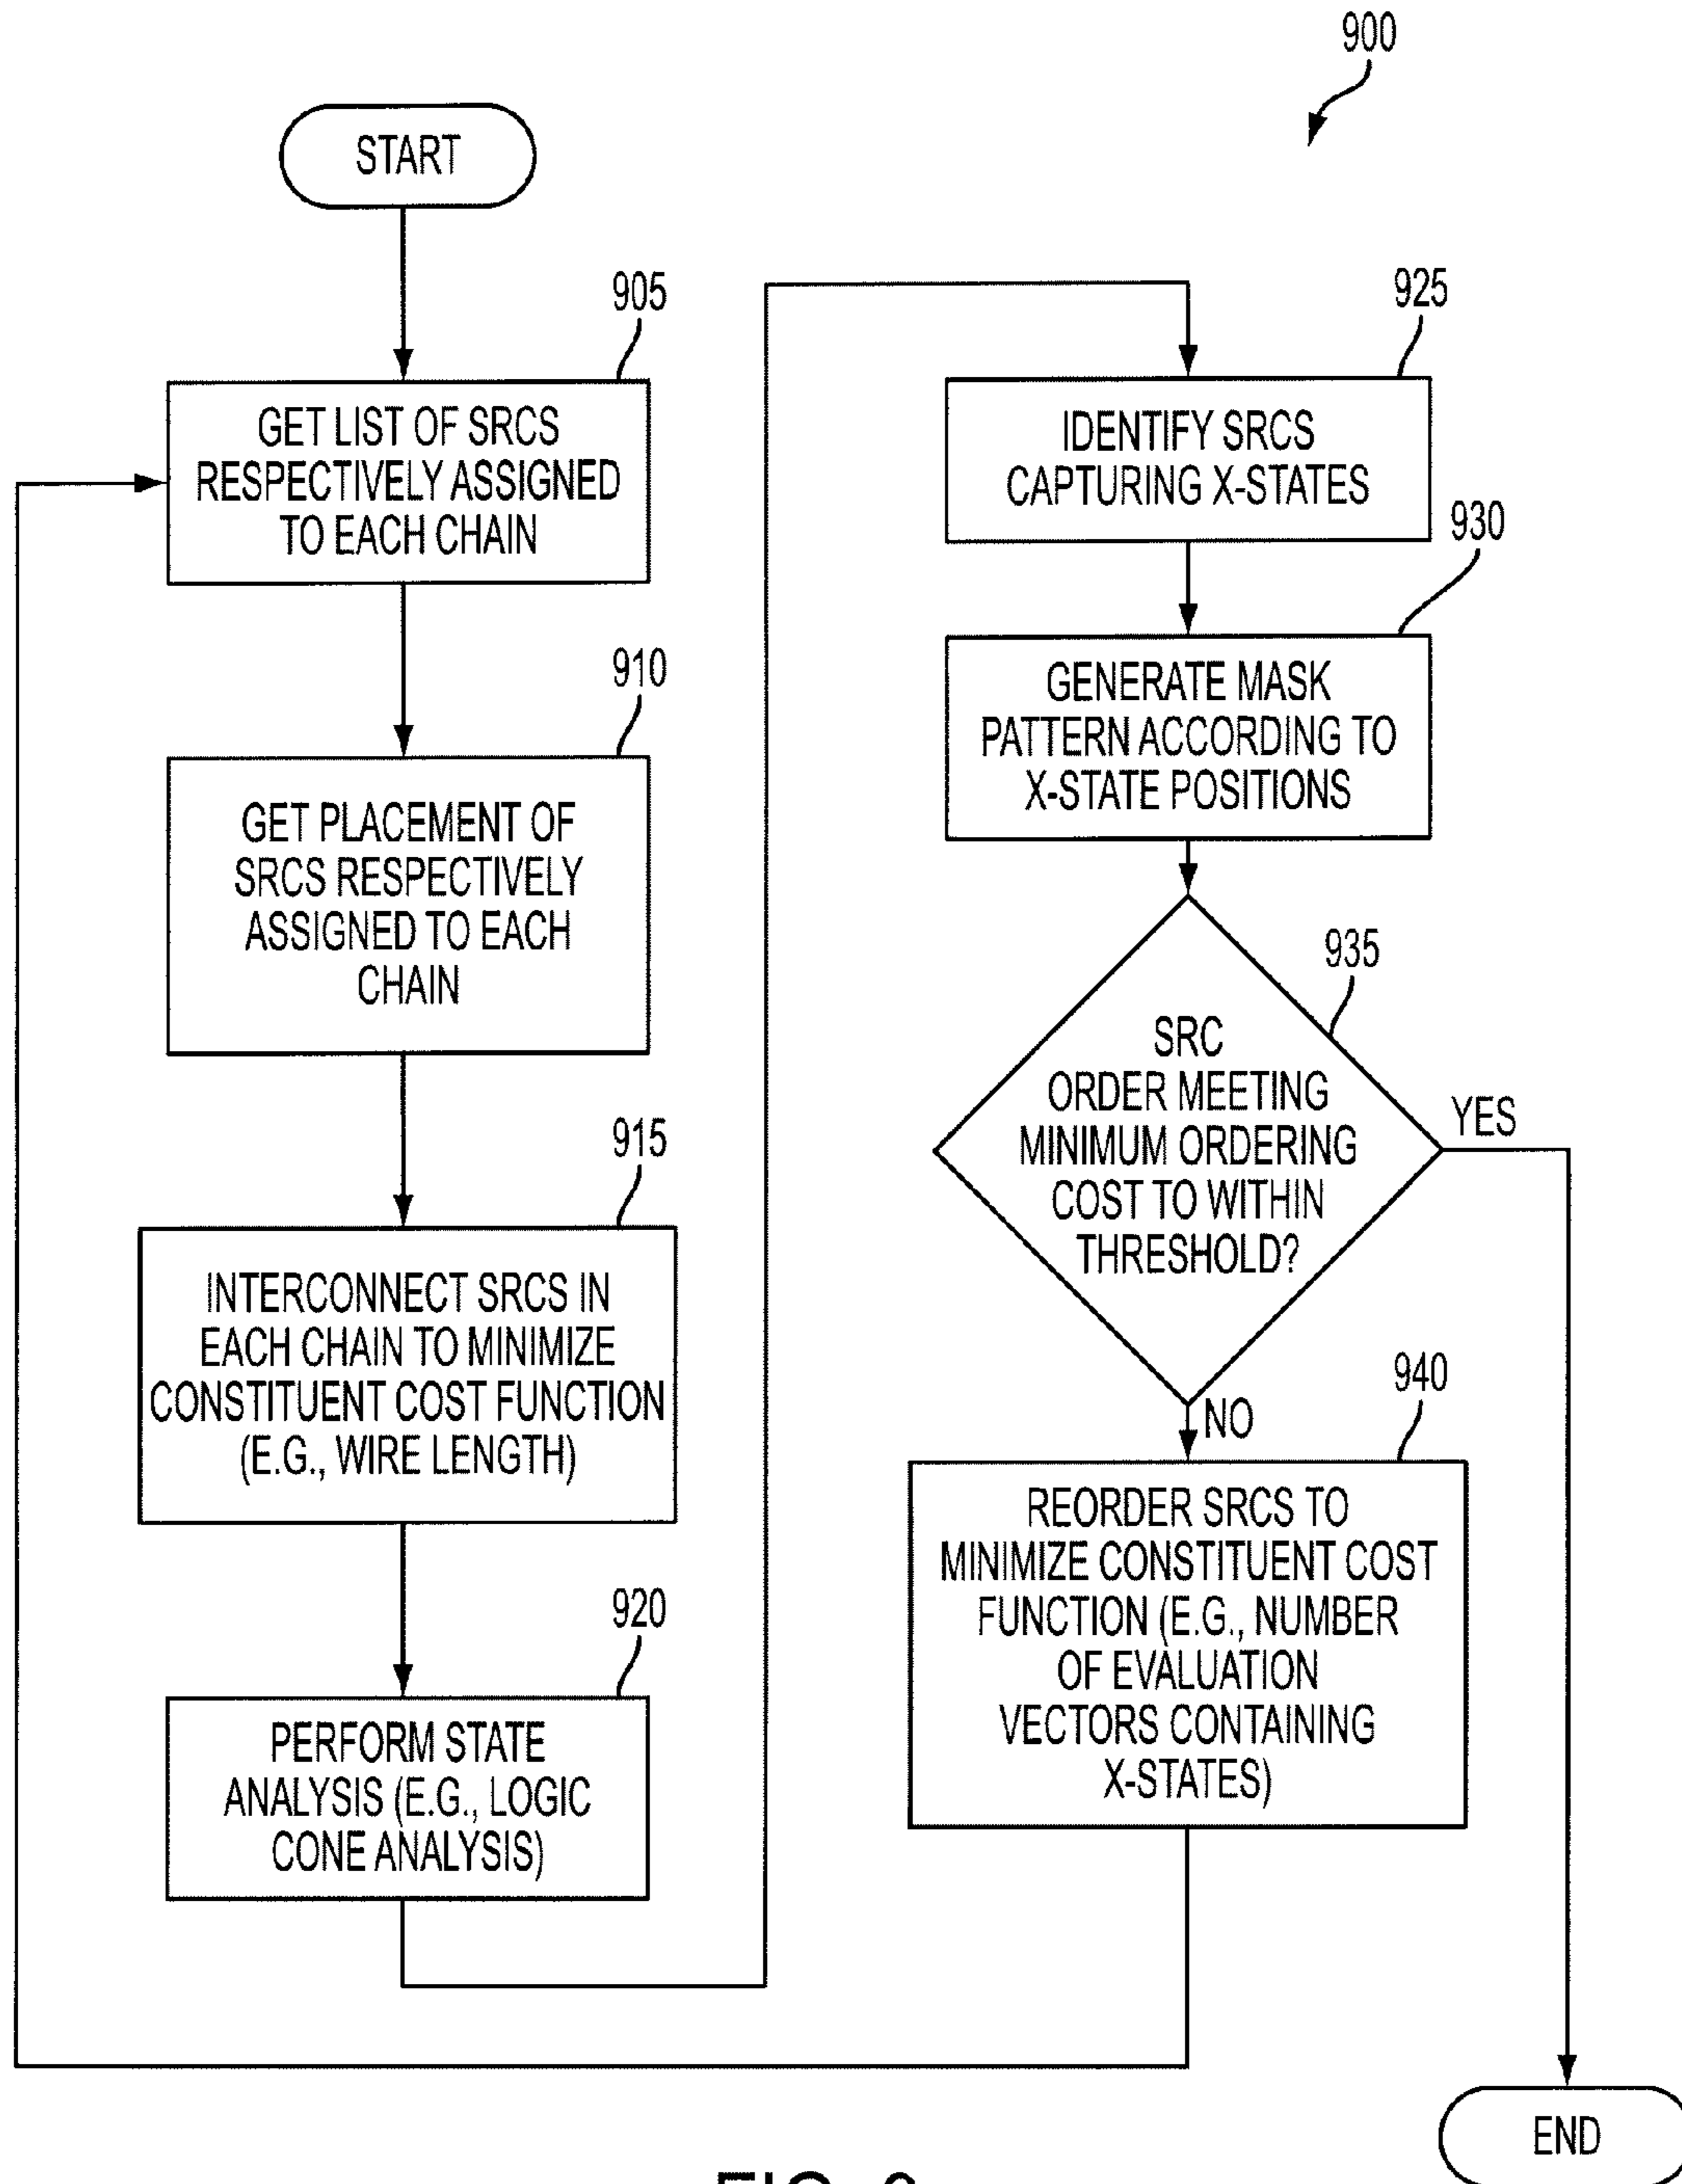 900
START
905
GET LIST OF SRCS
RESPECTIVELY ASSIGNED
TO EACH CHAIN
910
GET PLACEMENT OF
SRCS RESPECTIVELY
ASSIGNED TO EACH
CHAIN
915
INTERCONNECT SRCS IN
EACH CHAIN TO MINIMIZE
CONSTITUENT COST FUNCTION
(E.G., WIRE LENGTH)
920
PERFORM STATE
ANALYSIS (E.G., LOGIC
CONE ANALYSIS)
925
IDENTIFY SRCS
CAPTURING X-STATES
930
GENERATE MASK
PATTERN ACCORDING TO
X-STATE POSITIONS
935
SRC
ORDER MEETING
MINIMUM ORDERING
COST TO WITHIN
THRESHOLD?
YES
NO
940
REORDER SRCS TO
MINIMIZE CONSTITUENT COST
FUNCTION (E.G., NUMBER
OF EVALUATION
VECTORS CONTAINING
X-STATES)
END